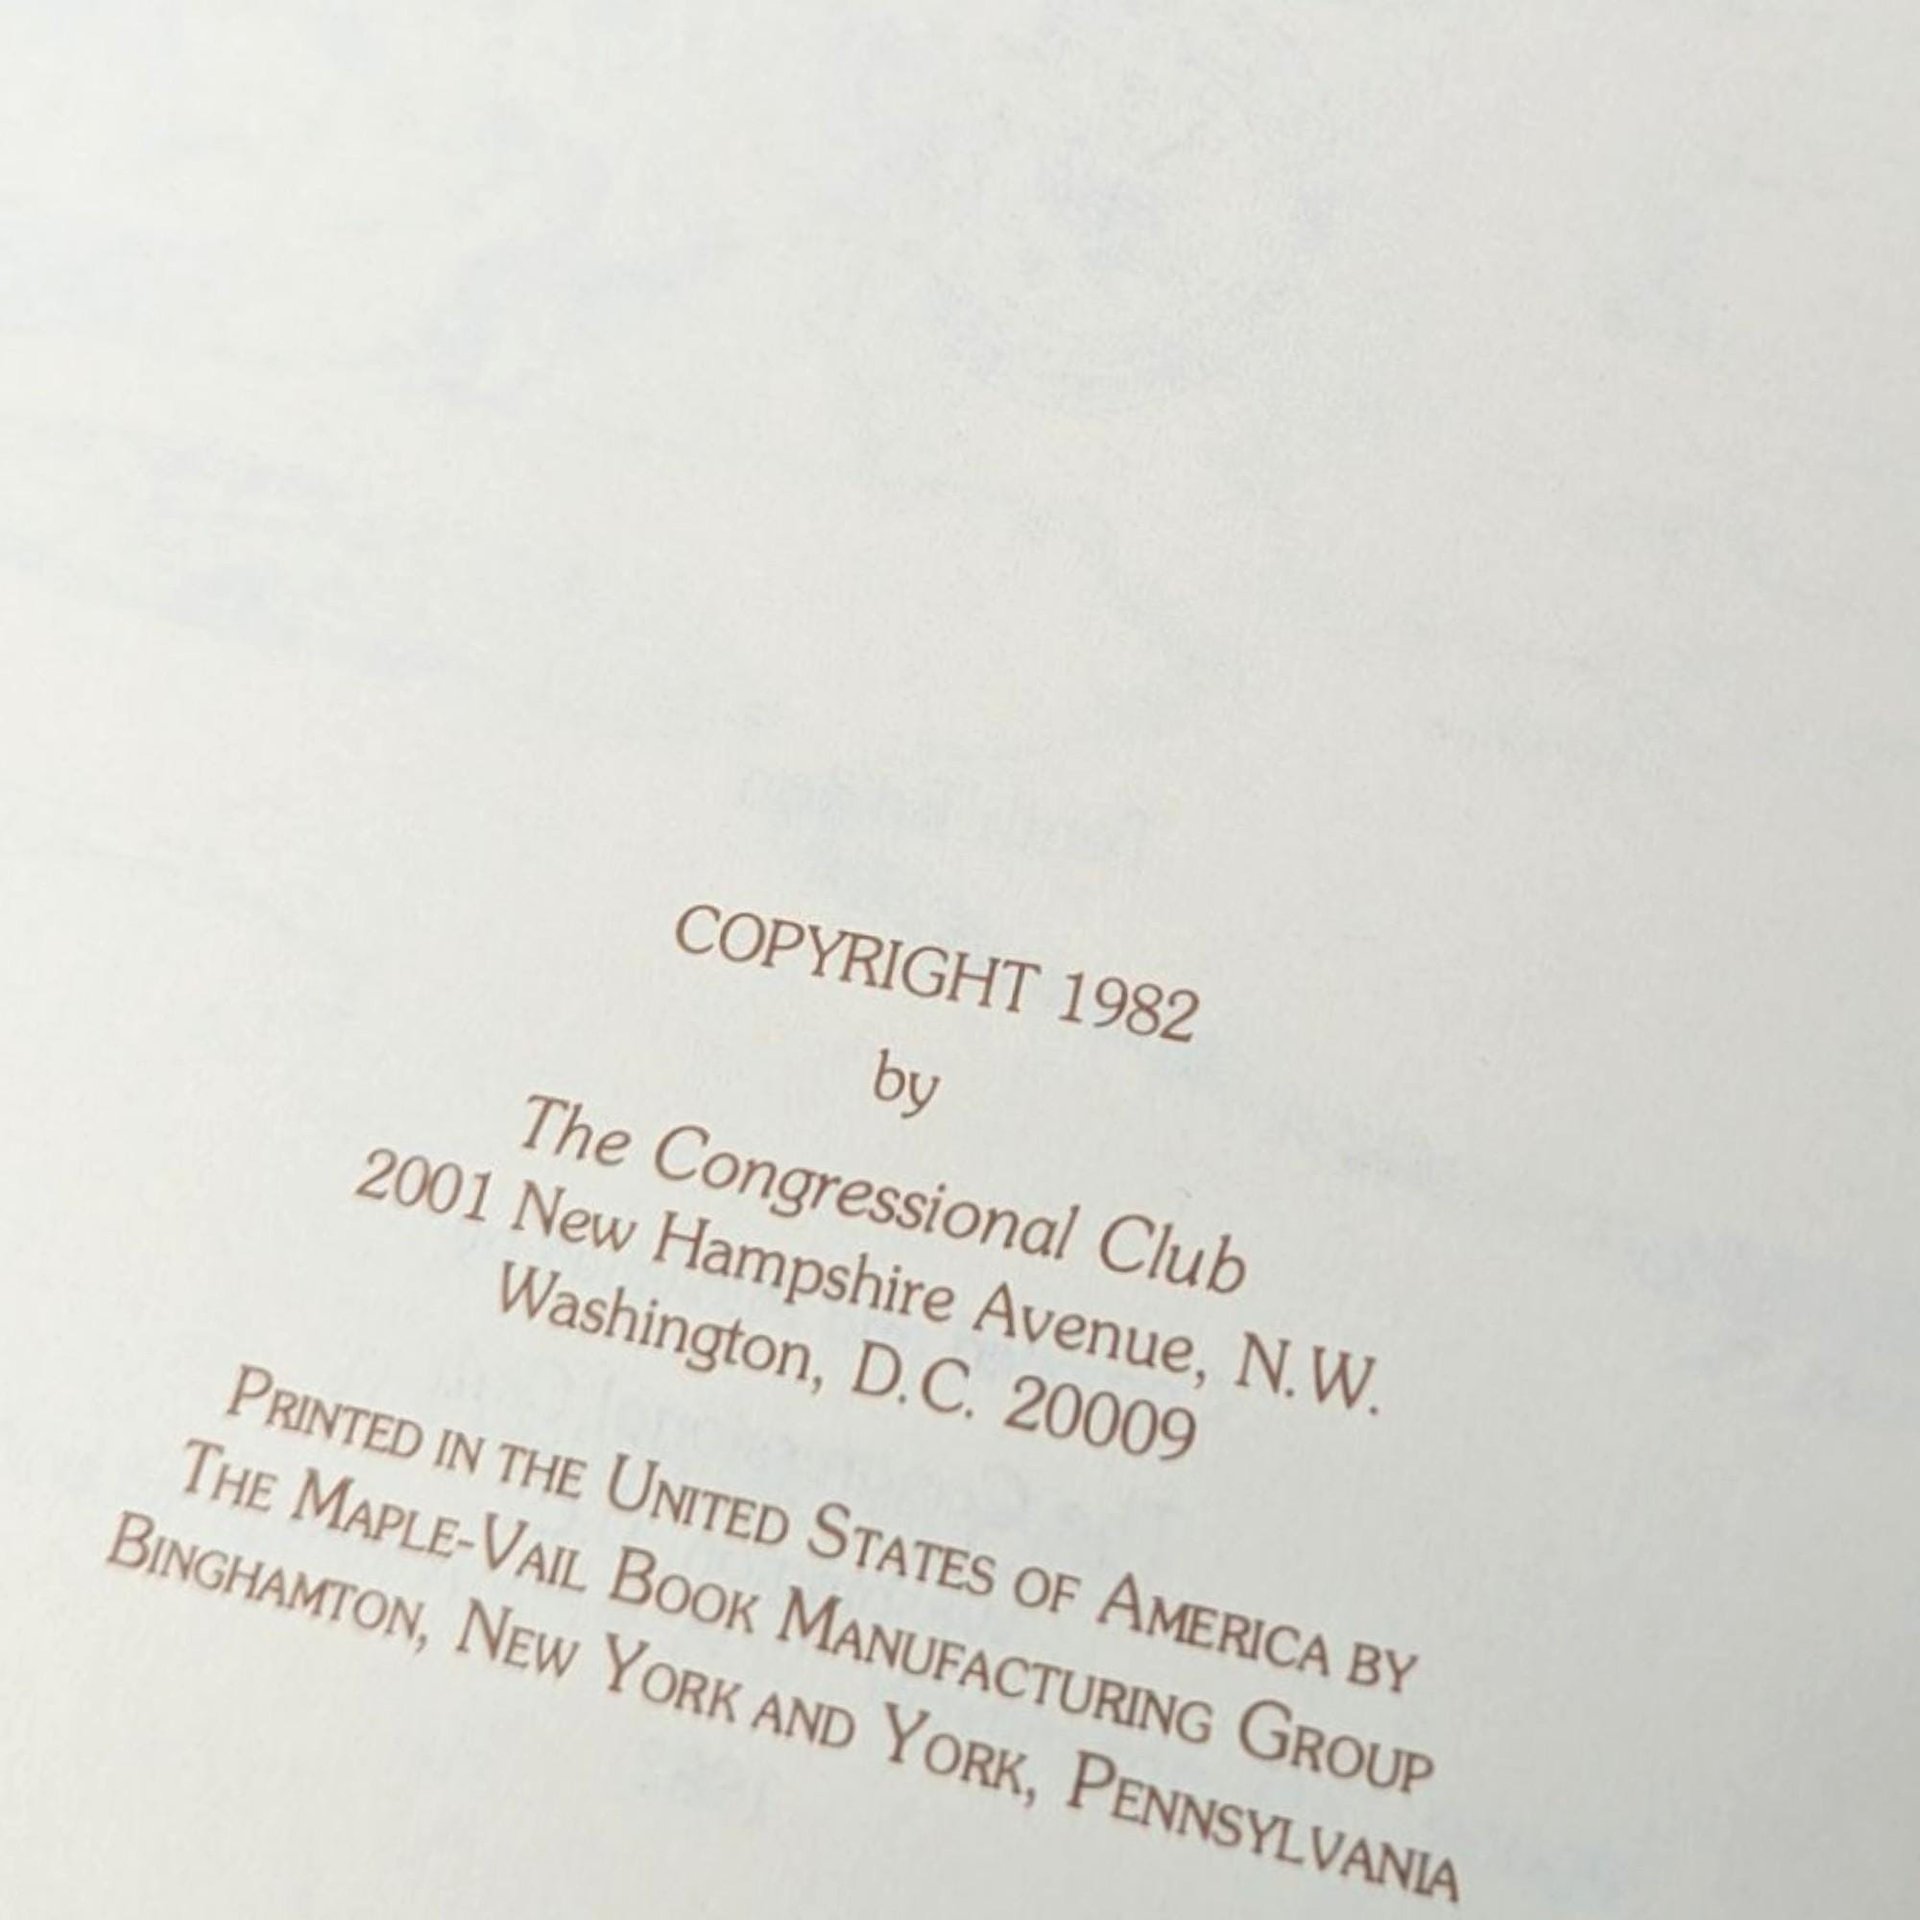 COPYRIGHT 1982
by
The Congressional Club
2001 New Hampshire Avenue, N.W.
Washington, D.C. 20009
PRINTED IN THE UNITED STATES OF AMERICA BY
THE MAPLE-VAIL BOOK MANUFACTURING GROUP
BINGHAMTON, NEW YORK AND YORK, PENNSYLVANIA